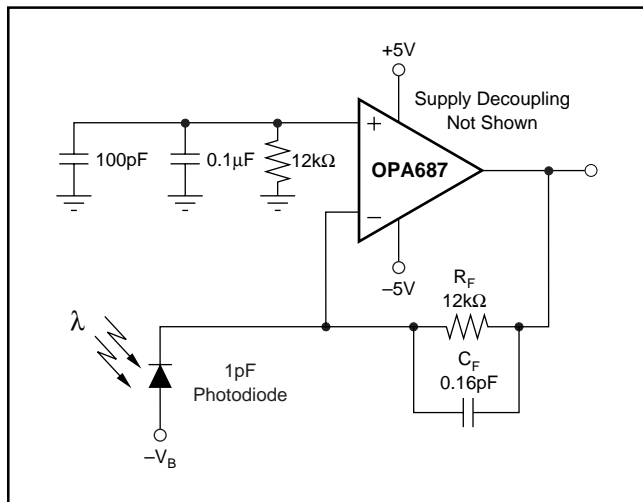 +5V
Supply Decoupling
Not Shown
+
100pF
0.1µF
12kΩ
OPA687
−
−5V
R_F
12kΩ
λ
C_F
0.16pF
1pF
Photodiode
−V_B